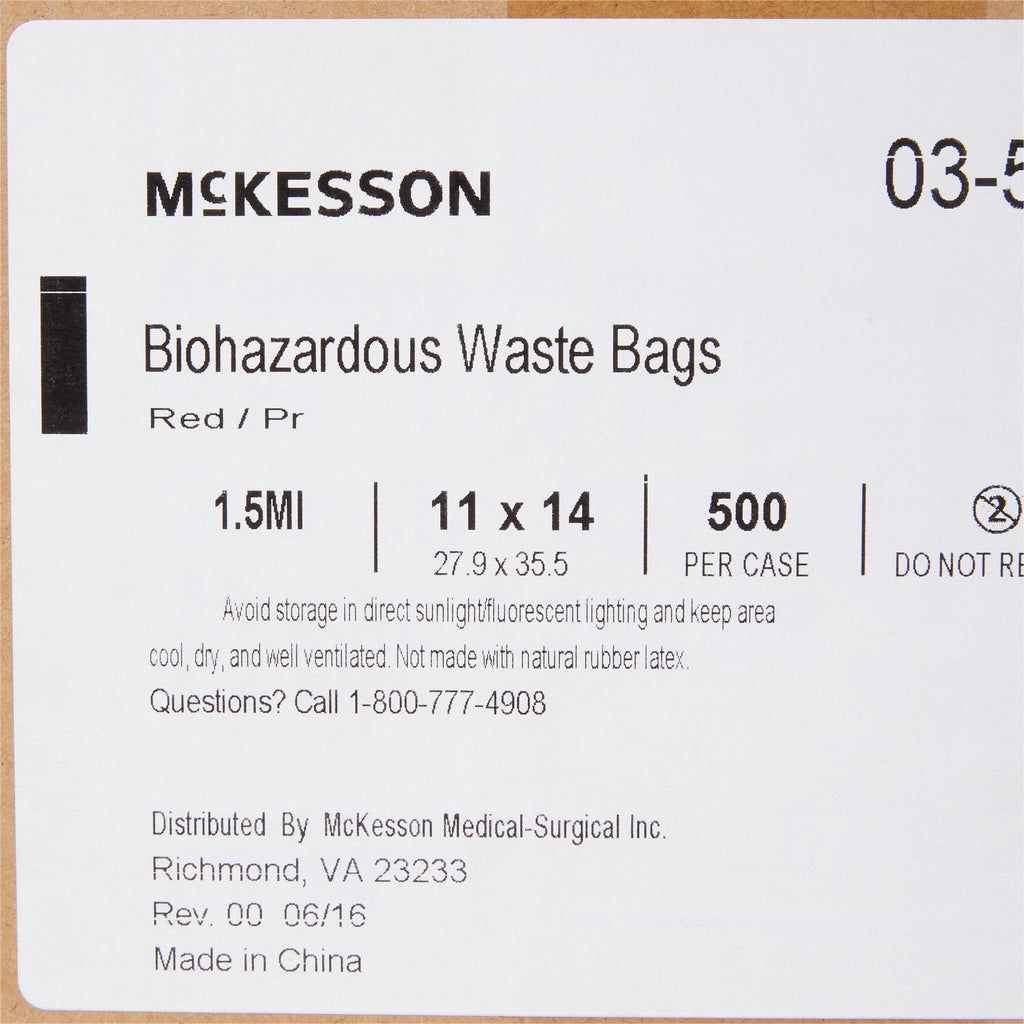 McKESSON
03-5
Biohazardous Waste Bags
Red / Pr
1.5Ml | 11 x 14 | 500 | 2
27.9 x 35.5 PER CASE DO NOT RE
Avoid storage in direct sunlight/fluorescent lighting and keep area
cool, dry, and well ventilated. Not made with natural rubber latex.
Questions? Call 1-800-777-4908
Distributed By McKesson Medical-Surgical Inc.
Richmond, VA 23233
Rev. 00 06/16
Made in China